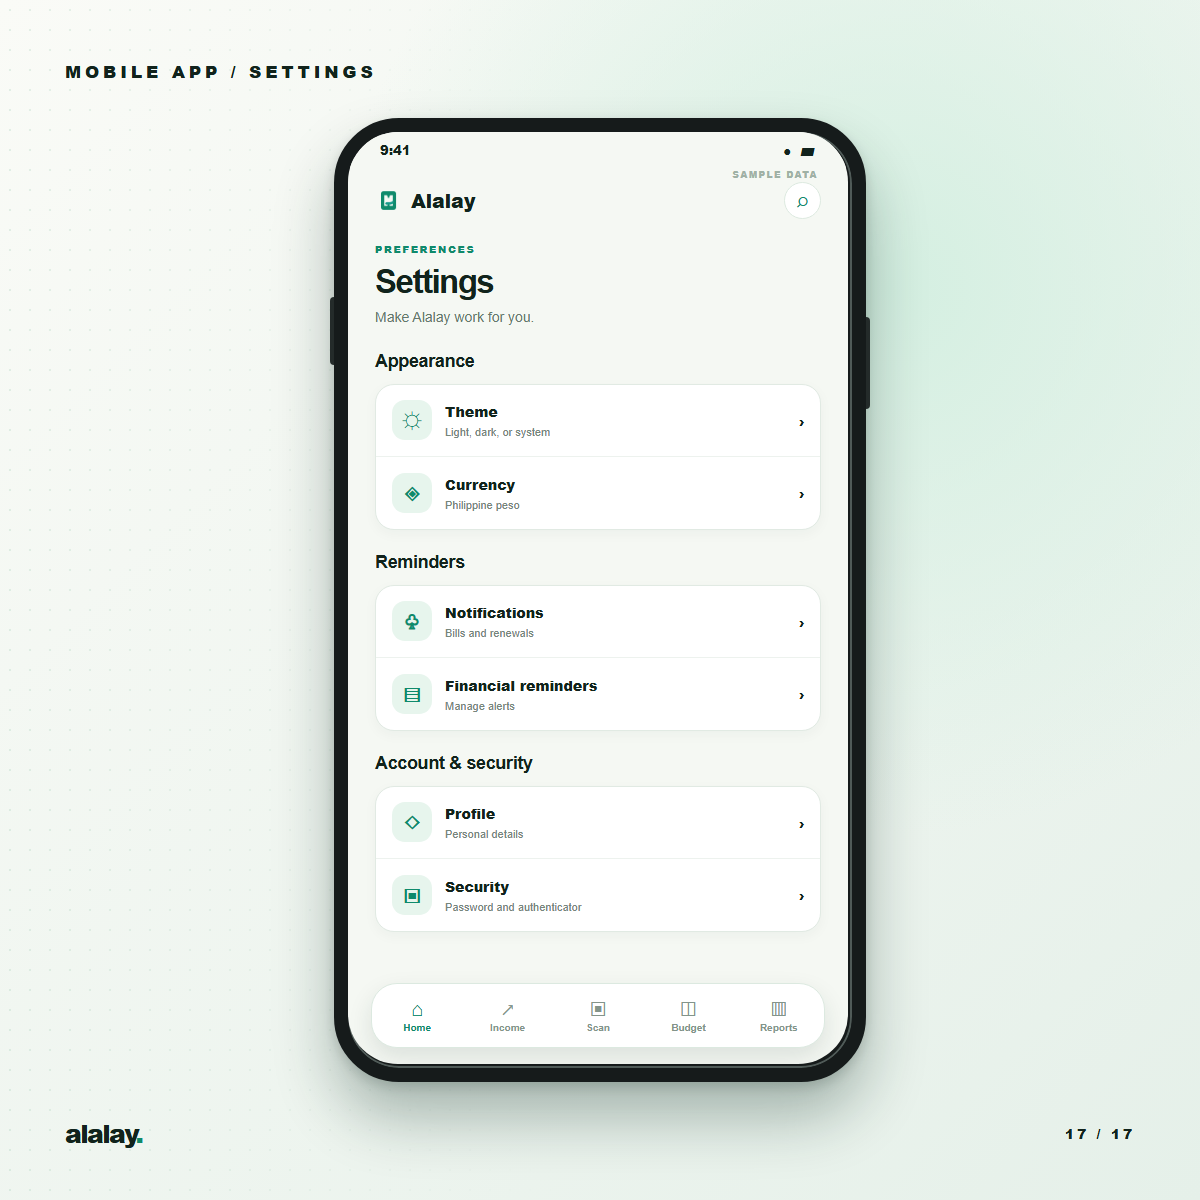 MOBILE APP / SETTINGS
9:41
SAMPLE DATA
Alalay
PREFERENCES
Settings
Make Alalay work for you.
Appearance
Theme
Light, dark, or system
Currency
Philippine peso
Reminders
Notifications
Bills and renewals
Financial reminders
Manage alerts
Account & security
Profile
Personal details
Security
Password and authenticator
Home Income Scan Budget Reports
alalay.
17 / 17